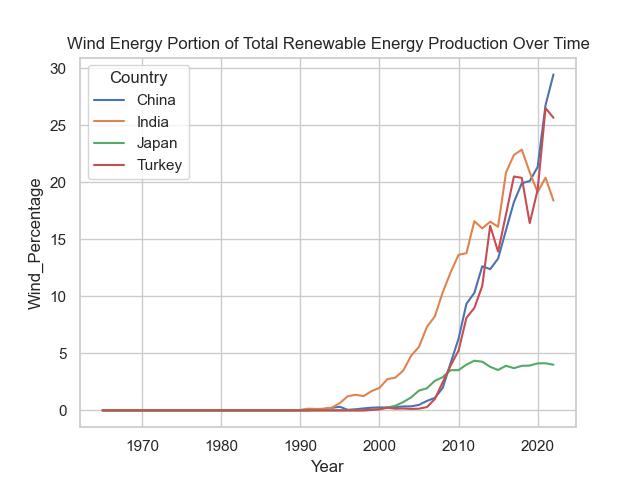 Wind Energy Portion of Total Renewable Energy Production Over Time
Country
China
India
Japan
Turkey
Wind_Percentage
30
25
20
15
10
5
0
1970 1980 1990 2000 2010 2020
Year